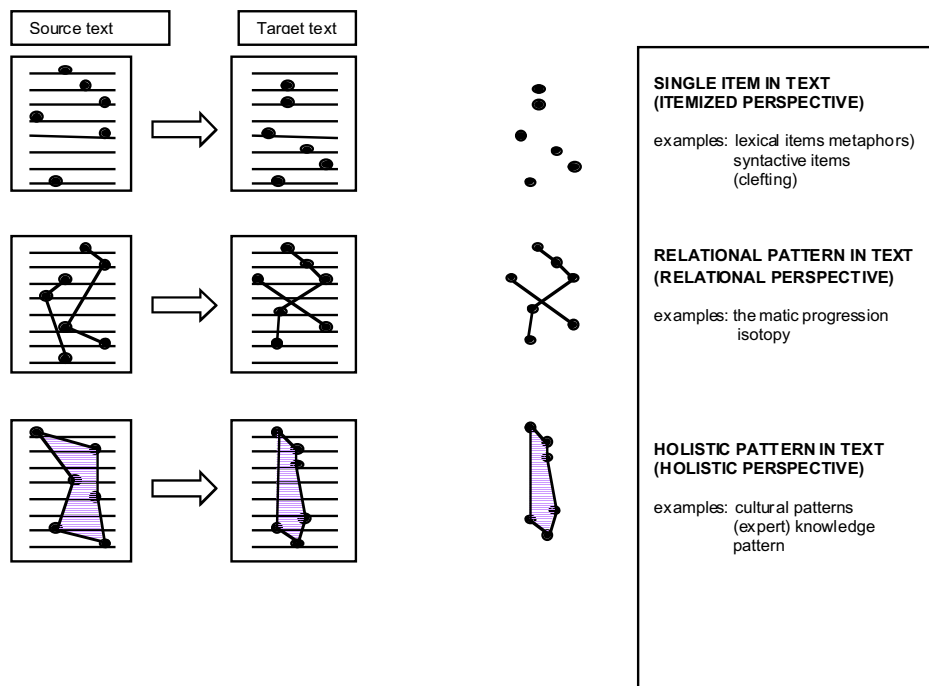 Source text
Target text
SINGLE ITEM IN TEXT
(ITEMIZED PERSPECTIVE)
examples: lexical items metaphors)
syntactive items
(clefting)
RELATIONAL PATTERN IN TEXT
(RELATIONAL PERSPECTIVE)
examples: the matic progression
isotopy
HOLISTIC PATTERN IN TEXT
(HOLISTIC PERSPECTIVE)
examples: cultural patterns
(expert) knowledge
pattern